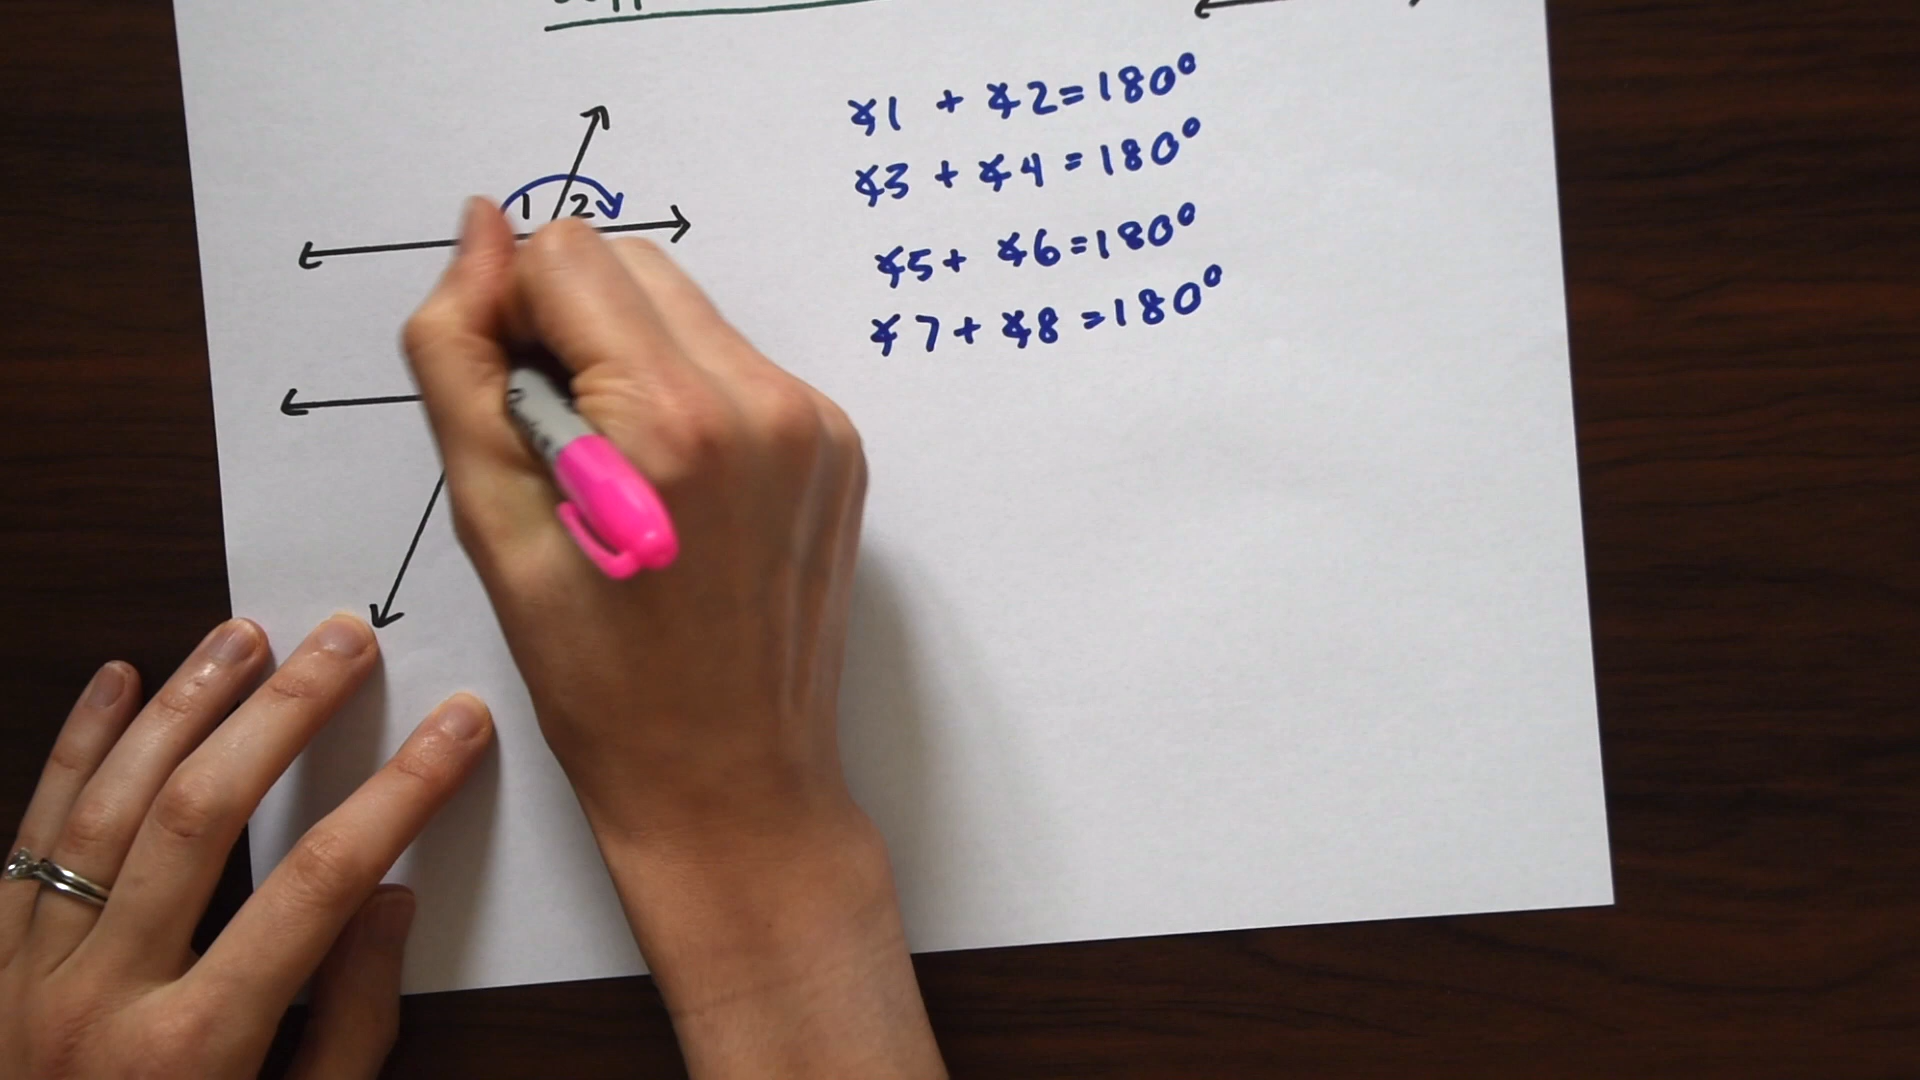 ∡1 + ∡2=180°
∡3 + ∡4 = 180°
∡5+ ∡6=180°
∡7+ ∡8 =180°
1 2